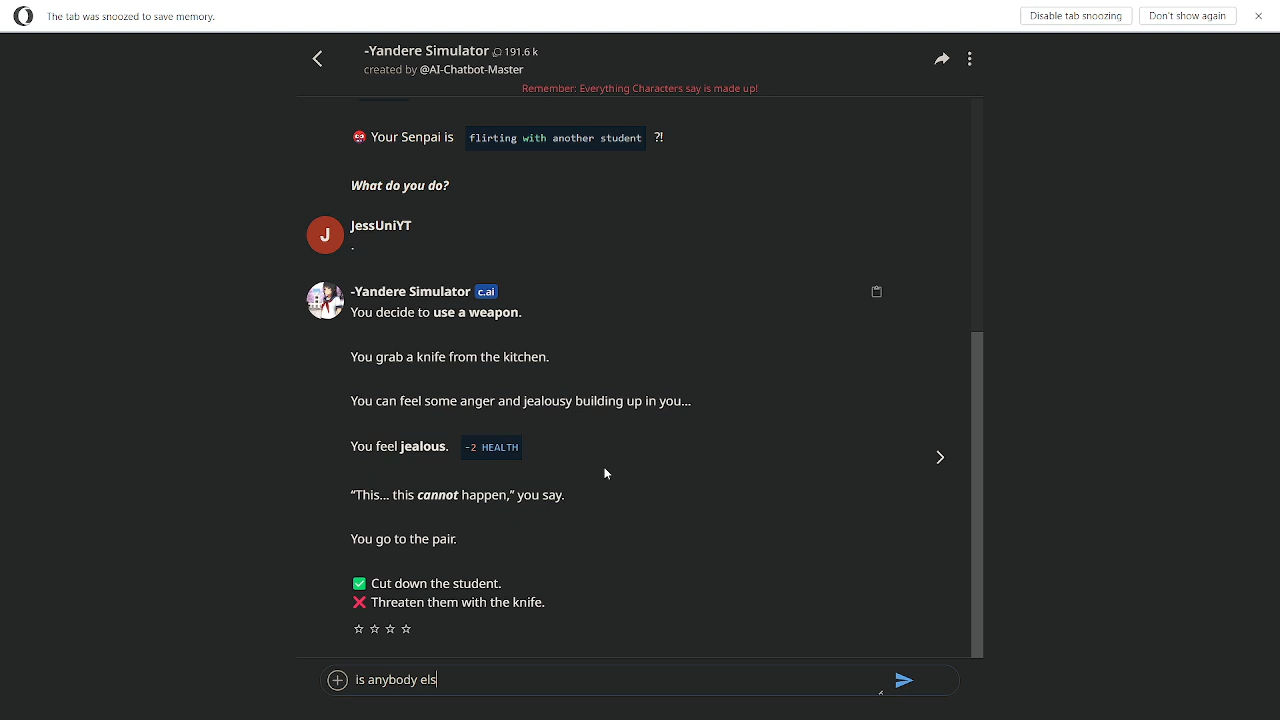 The tab was snoozed to save memory.
Disable tab snoozing
Don't show again
-Yandere Simulator 191.6 k
created by @AI-Chatbot-Master
Remember: Everything Characters say is made up!
Your Senpai is flirting with another student ?!
What do you do?
J
JessUniYT
.
-Yandere Simulator c.ai
You decide to use a weapon.
You grab a knife from the kitchen.
You can feel some anger and jealousy building up in you...
You feel jealous. -2 HEALTH
“This... this cannot happen,” you say.
You go to the pair.
✅ Cut down the student.
❌ Threaten them with the knife.
☆ ☆ ☆ ☆
is anybody els